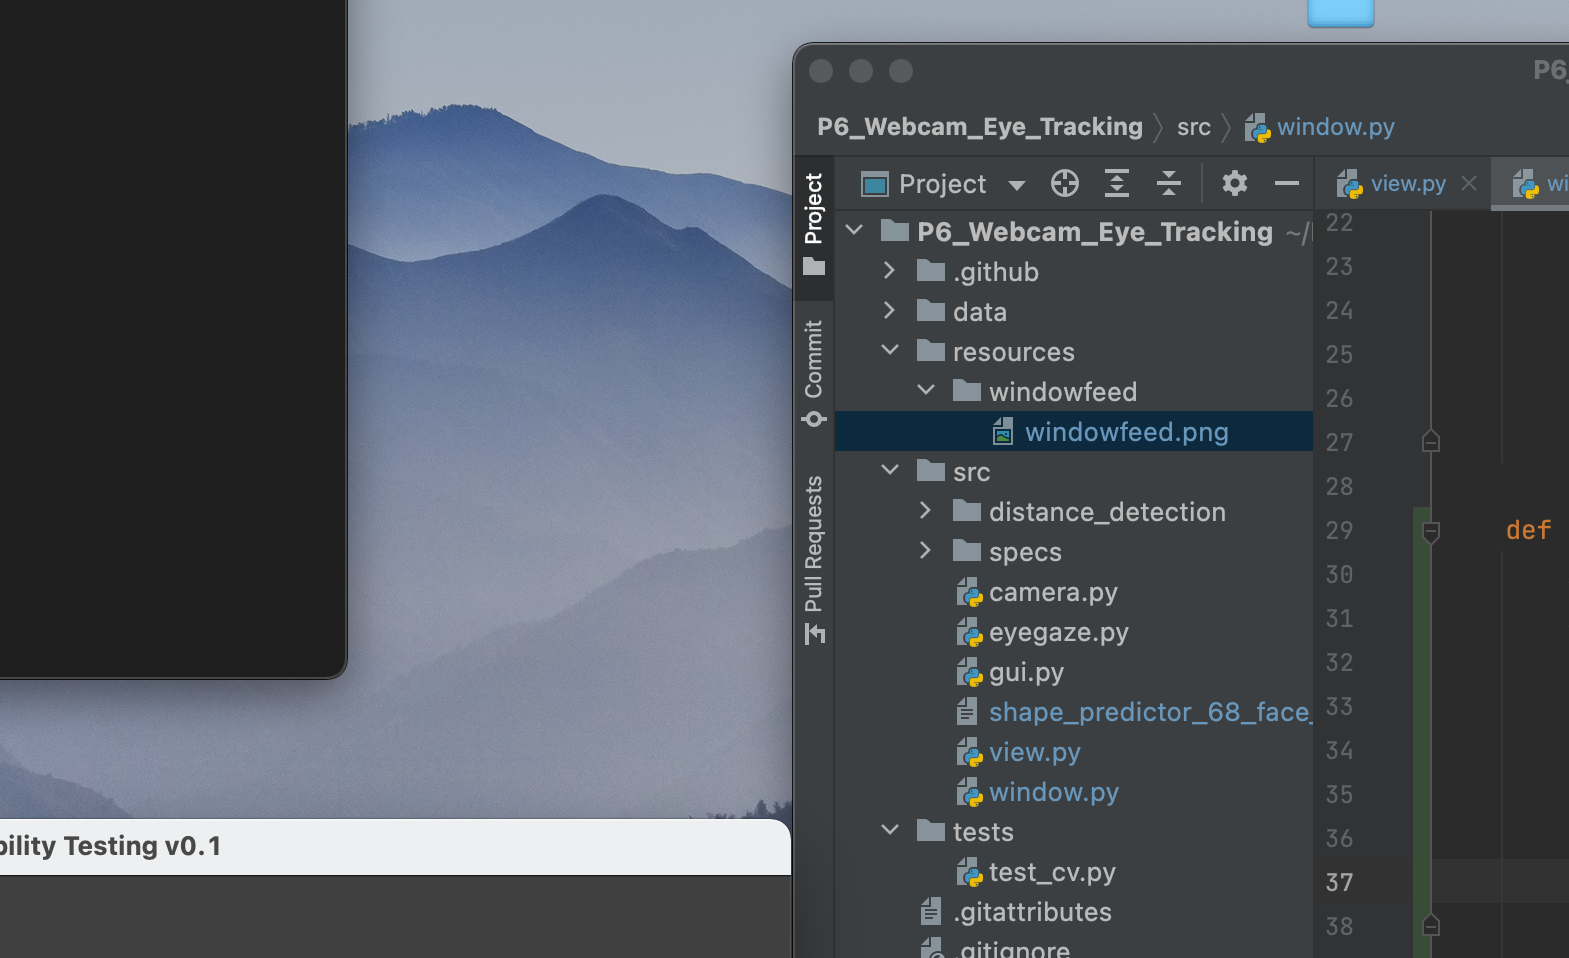 P6_
P6_Webcam_Eye_Tracking src window.py
Project
view.py wi
Project
Commit
Pull Requests
P6_Webcam_Eye_Tracking ~/
.github
data
resources
windowfeed
windowfeed.png
src
distance_detection
specs
camera.py
eyegaze.py
gui.py
shape_predictor_68_face_
view.py
window.py
tests
test_cv.py
.gitattributes
.gitignore
22
23
24
25
26
27
28
29 def
30
31
32
33
34
35
36
37
38
bility Testing v0.1